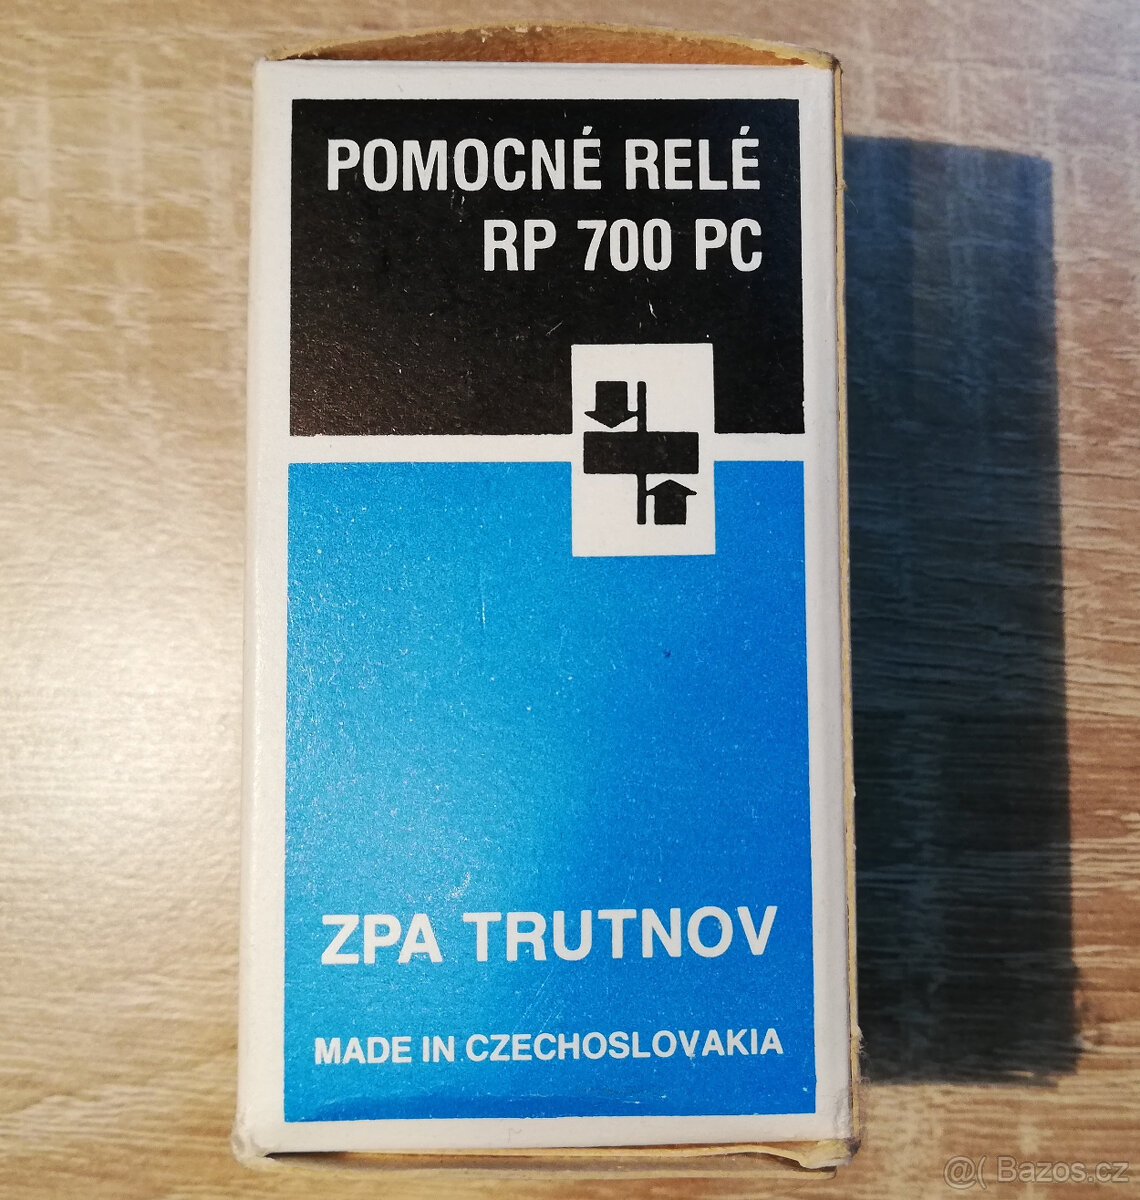 POMOCNÉ RELÉ
RP 700 PC
ZPA TRUTNOV
MADE IN CZECHOSLOVAKIA
@( Bazos.cz